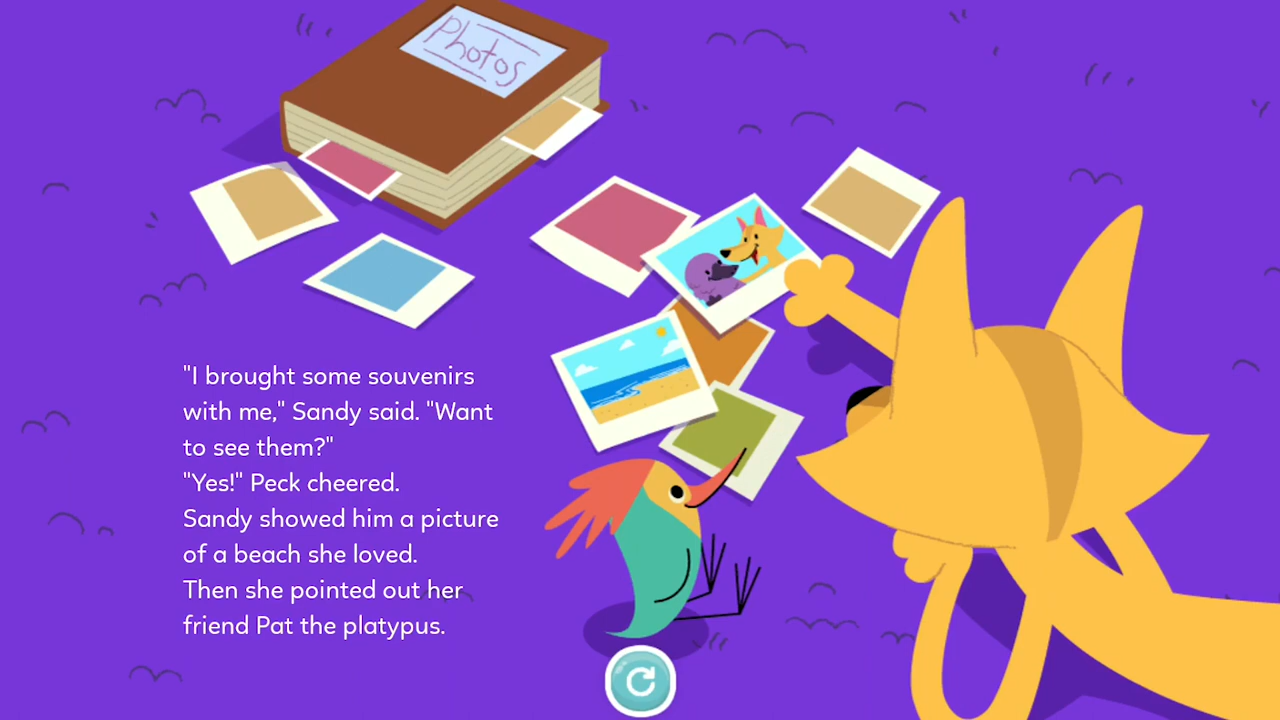 Photos
"I brought some souvenirs
with me," Sandy said. "Want
to see them?"
"Yes!" Peck cheered.
Sandy showed him a picture
of a beach she loved.
Then she pointed out her
friend Pat the platypus.